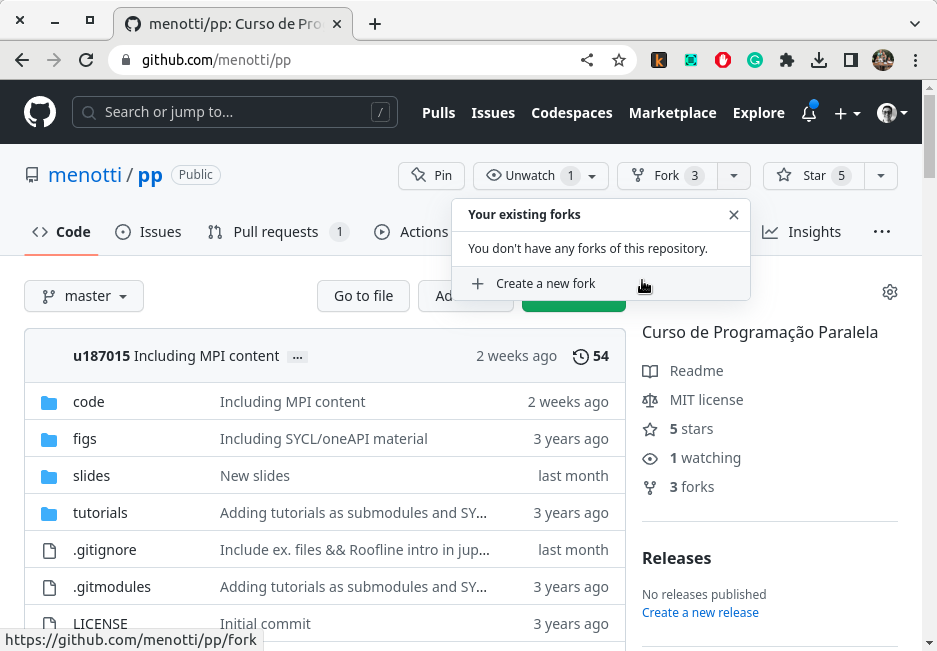 menotti/pp: Curso de Pro
github.com/menotti/pp
Search or jump to...
/
Pulls Issues Codespaces Marketplace Explore
menotti / pp Public
Pin
Unwatch 1
Fork 3
Star 5
Code Issues Pull requests 1 Actions Insights
Your existing forks
You don't have any forks of this repository.
Create a new fork
master
Go to file
Ad
Curso de Programação Paralela
u187015 Including MPI content ... 2 weeks ago 54
code Including MPI content 2 weeks ago
figs Including SYCL/oneAPI material 3 years ago
slides New slides last month
tutorials Adding tutorials as submodules and SY... 3 years ago
.gitignore Include ex. files && Roofline intro in jup... last month
.gitmodules Adding tutorials as submodules and SY... 3 years ago
LICENSE Initial commit 3 years ago
Readme
MIT license
5 stars
1 watching
3 forks
Releases
No releases published
Create a new release
https://github.com/menotti/pp/fork